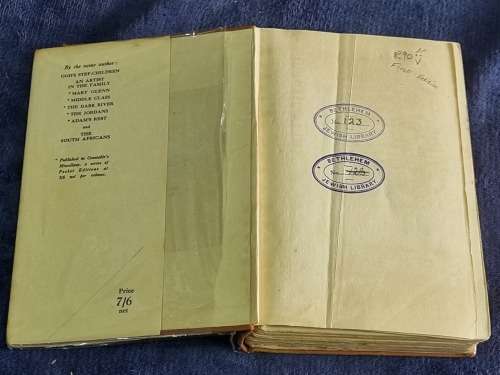 By the same author :
GOD'S STEP-CHILDREN
AN ARTIST
IN THE FAMILY
* MARY GLENN
* MIDDLE CLASS
* THE DARK RIVER
* THE JORDANS
* ADAM'S REST
and
THE
SOUTH AFRICANS
* Published in Constable's
Miscellany, a series of
Pocket Editions at
3/6 net per volume.
Price
7/6
net
R90
First
BETHLEHEM
No. 123
JEWISH LIBRARY
BETHLEHEM
No.
JEWISH LIBRARY